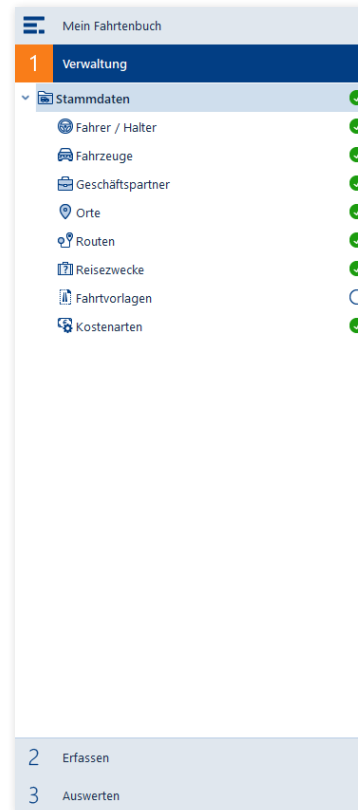 Mein Fahrtenbuch
1 Verwaltung
Stammdaten
Fahrer / Halter
Fahrzeuge
Geschäftspartner
Orte
Routen
Reisezwecke
Fahrtvorlagen
Kostenarten
2 Erfassen
3 Auswerten